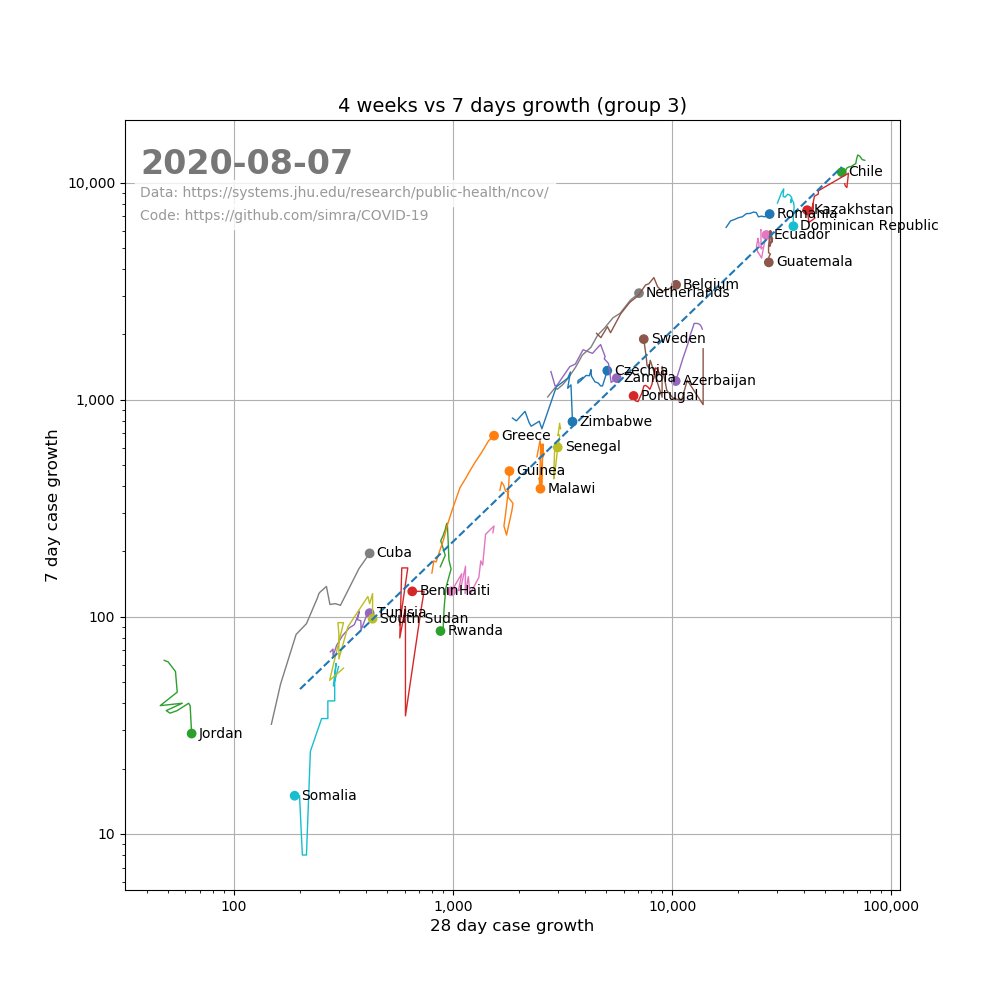 4 weeks vs 7 days growth (group 3)
2020-08-07
Data: https://systems.jhu.edu/research/public-health/ncov/
Code: https://github.com/simra/COVID-19
10,000
1,000
100
10
7 day case growth
Chile
Kazakhstan
Romania
Dominican Republic
Ecuador
Guatemala
Belgium
Netherlands
Sweden
Czechia
Zambia
Azerbaijan
Portugal
Zimbabwe
Greece
Senegal
Guinea
Malawi
Cuba
Benin
Haiti
Tunisia
South Sudan
Rwanda
Jordan
Somalia
100
1,000
10,000
100,000
28 day case growth